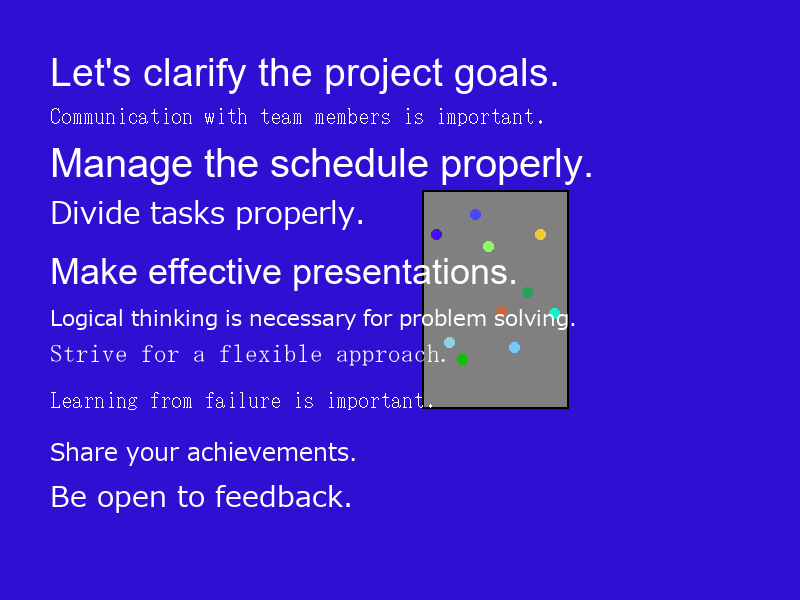 Let's clarify the project goals.
Communication with team members is important.
Manage the schedule properly.
Divide tasks properly.
Make effective presentations.
Logical thinking is necessary for problem solving.
Strive for a flexible approach.
Learning from failure is important.
Share your achievements.
Be open to feedback.